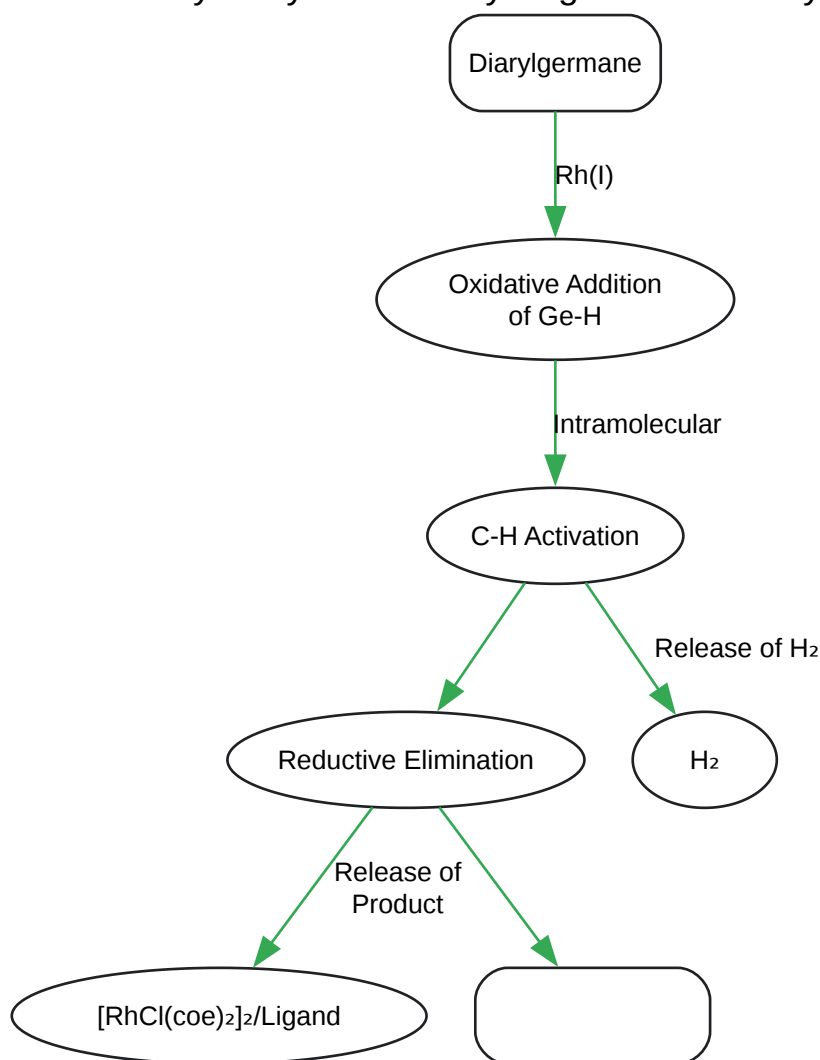 Diarylgermane
Rh(I)
Oxidative Addition
of Ge-H
Intramolecular
C-H Activation
Release of H₂
Reductive Elimination
H₂
Release of
Product
[RhCl(coe)₂]₂/Ligand